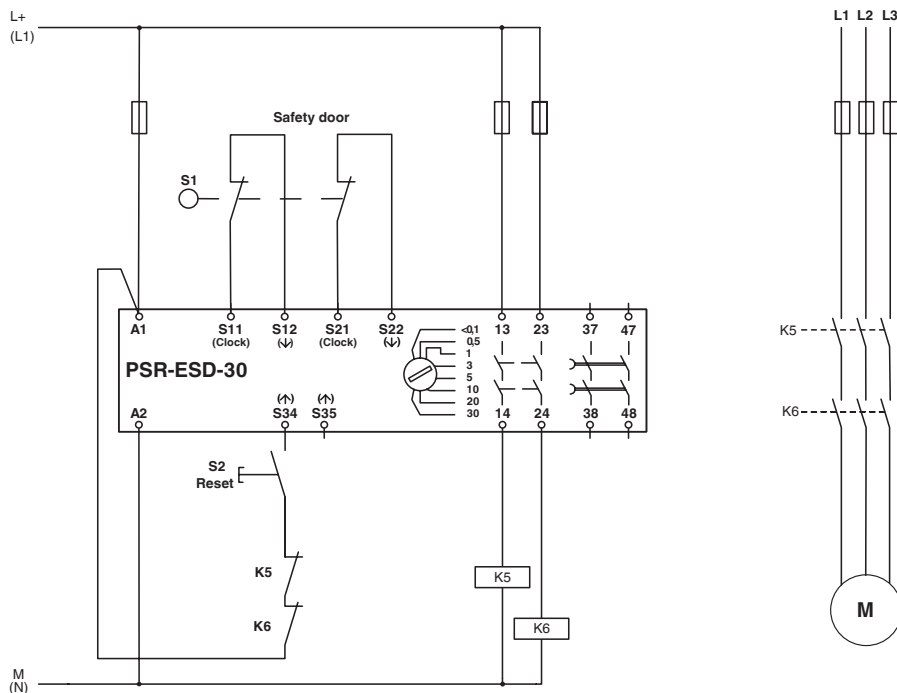 L+
(L1)
L1 L2 L3
Safety door
S1
A1 S11 S12 S21 S22 13 23 37 47
(Clock) (↓) (Clock) (↓)
<0,1
0,5
1
3
5
10
20
30
PSR-ESD-30
(↑) (↑)
A2 S34 S35 14 24 38 48
K5
K6
S2
Reset
K5
K5
K6
K6
M
M
(N)